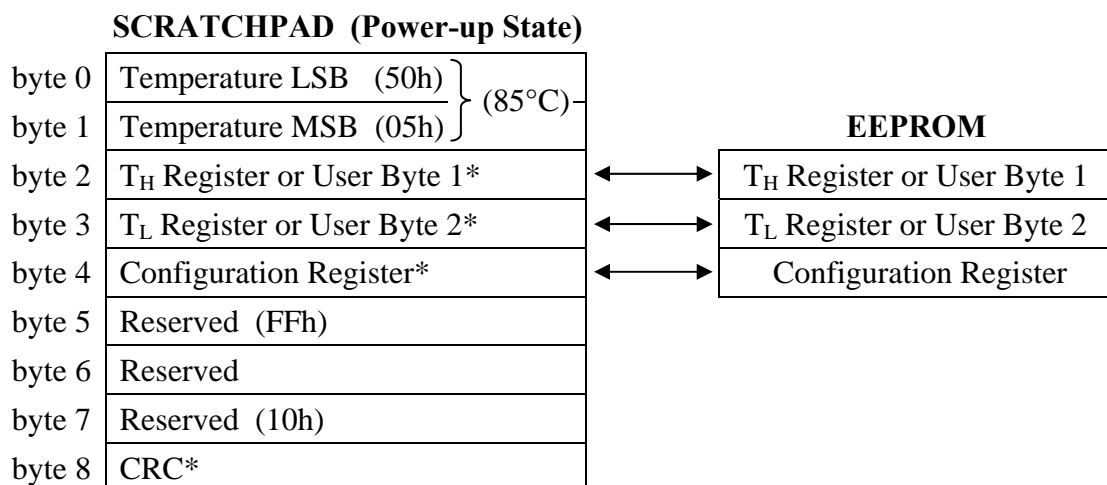 SCRATCHPAD (Power-up State)
byte 0 Temperature LSB (50h)
(85°C)
byte 1 Temperature MSB (05h)
EEPROM
byte 2 TH Register or User Byte 1* TH Register or User Byte 1
byte 3 TL Register or User Byte 2* TL Register or User Byte 2
byte 4 Configuration Register* Configuration Register
byte 5 Reserved (FFh)
byte 6 Reserved
byte 7 Reserved (10h)
byte 8 CRC*